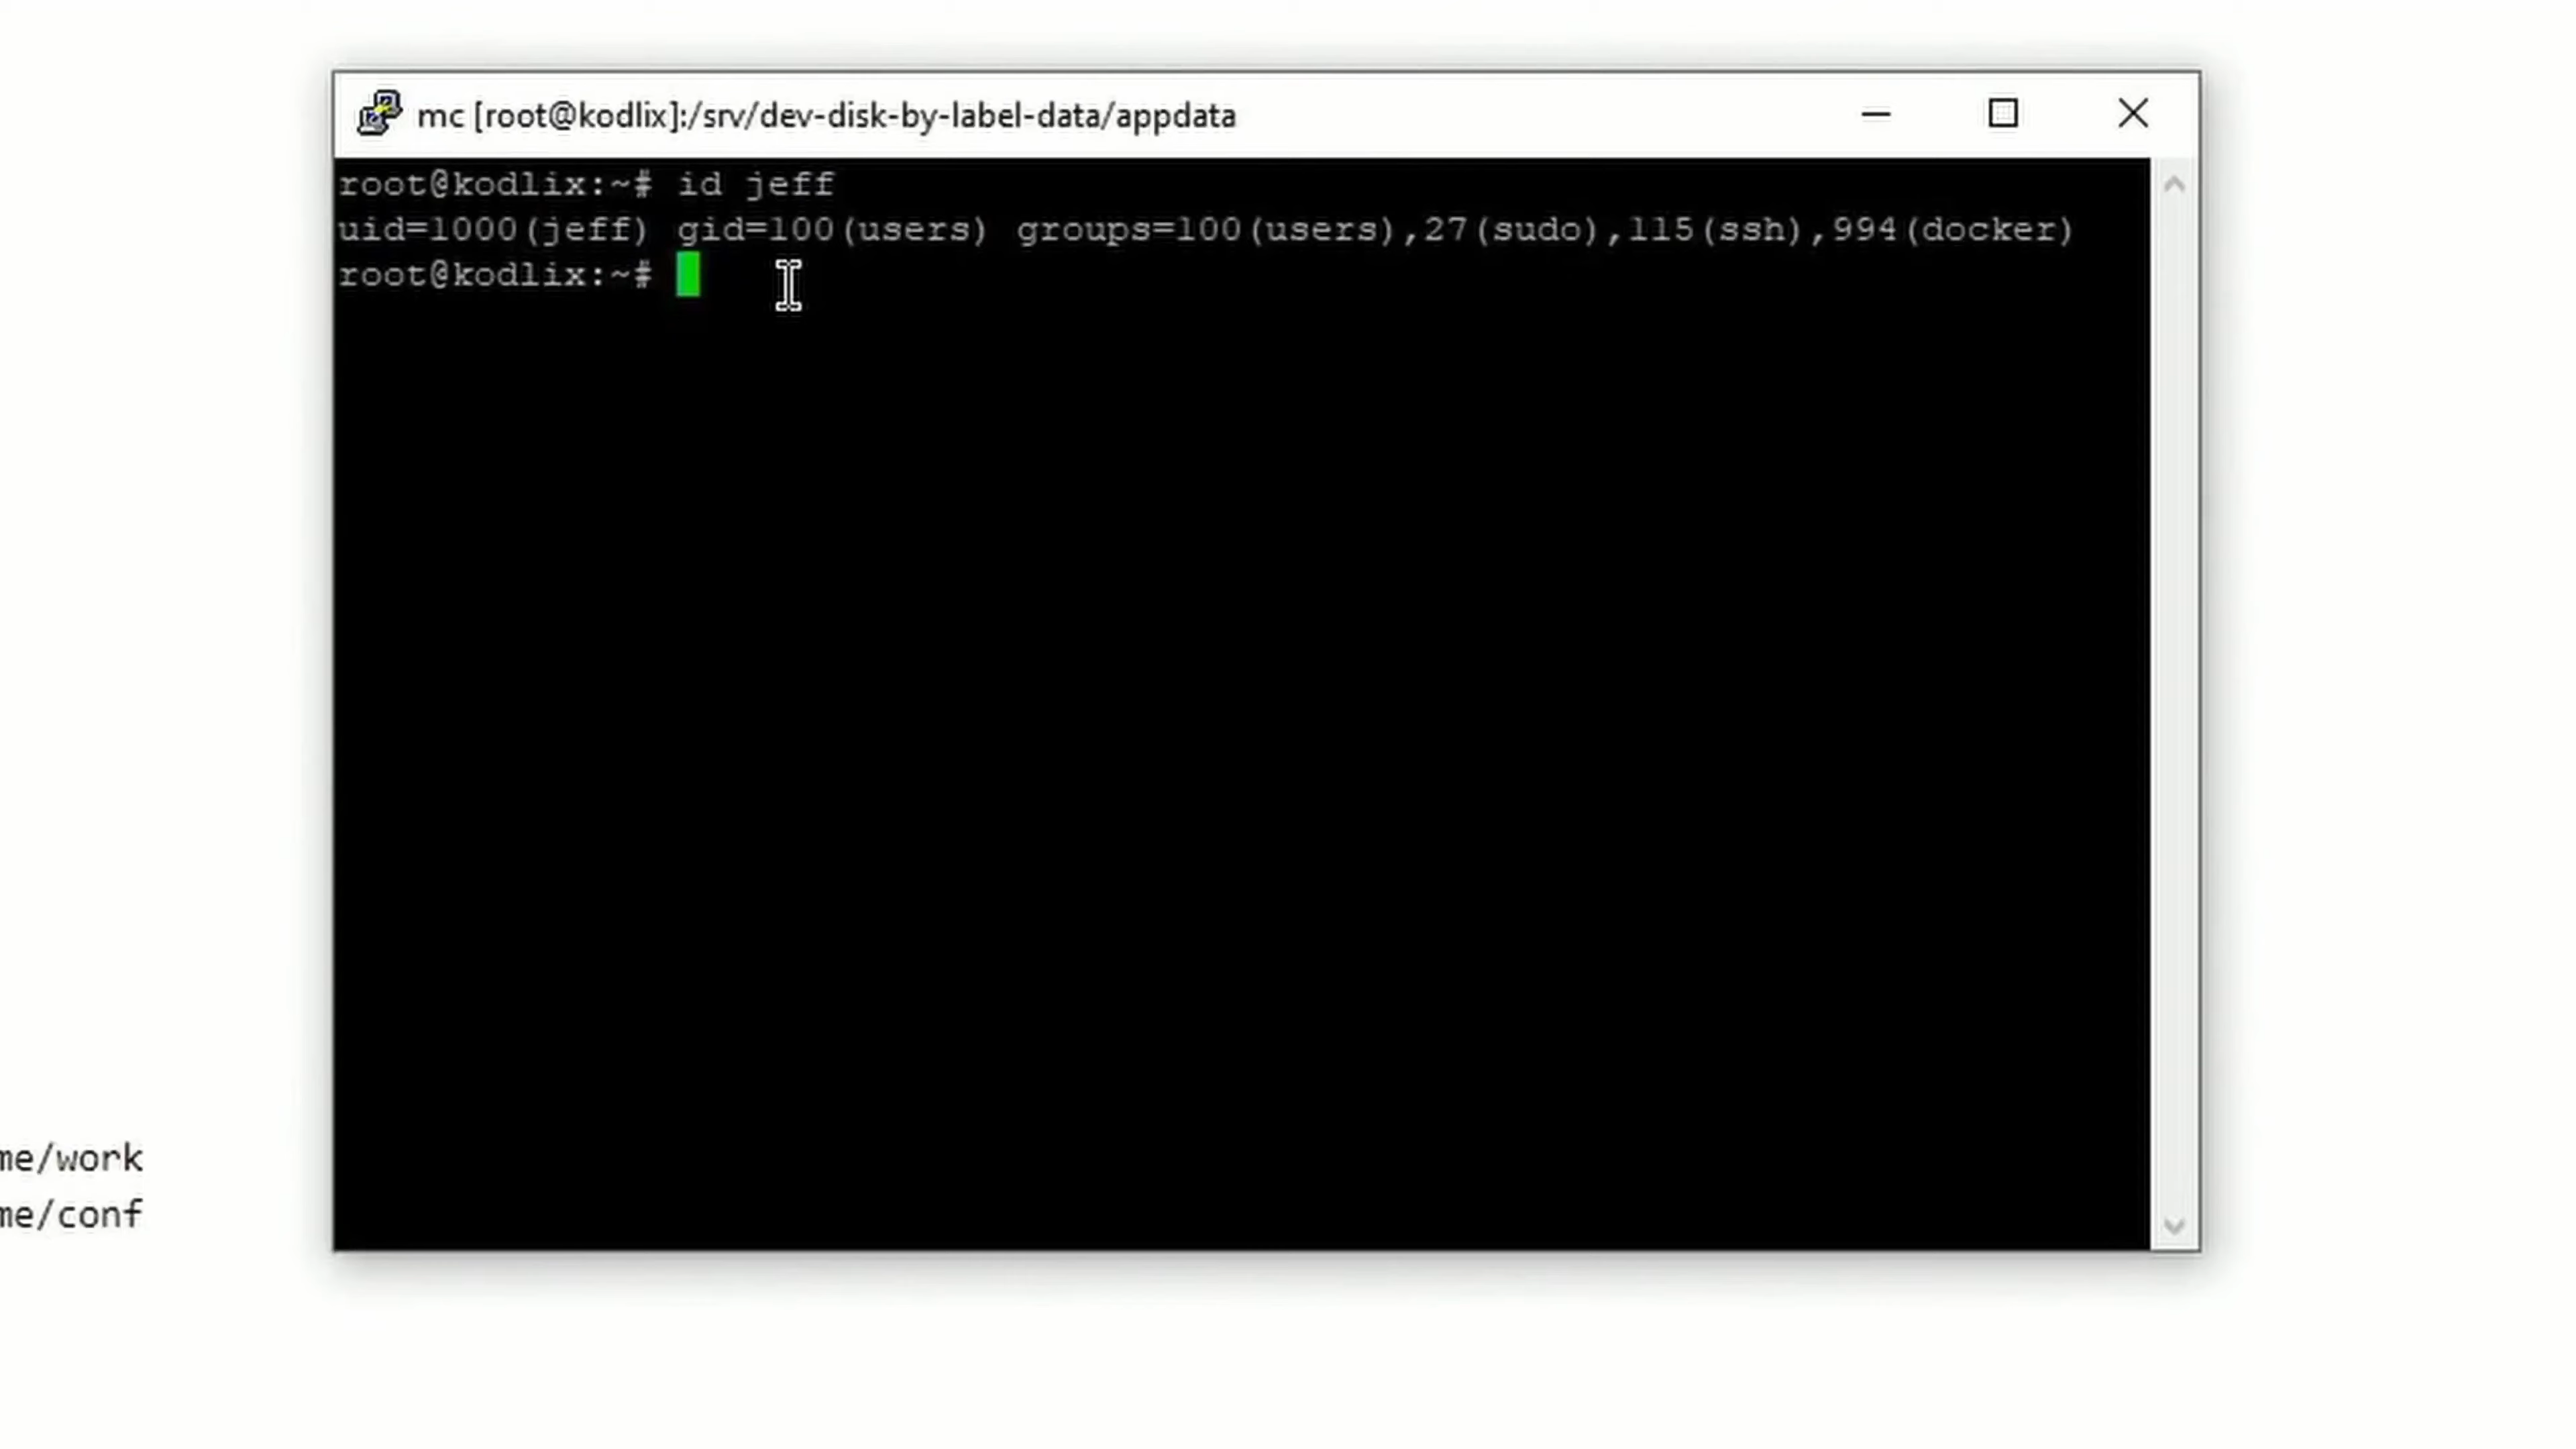 mc [root@kodlix]:/srv/dev-disk-by-label-data/appdata
root@kodlix:~# id jeff
uid=1000(jeff) gid=100(users) groups=100(users),27(sudo),115(ssh),994(docker)
root@kodlix:~#
me/work
me/conf